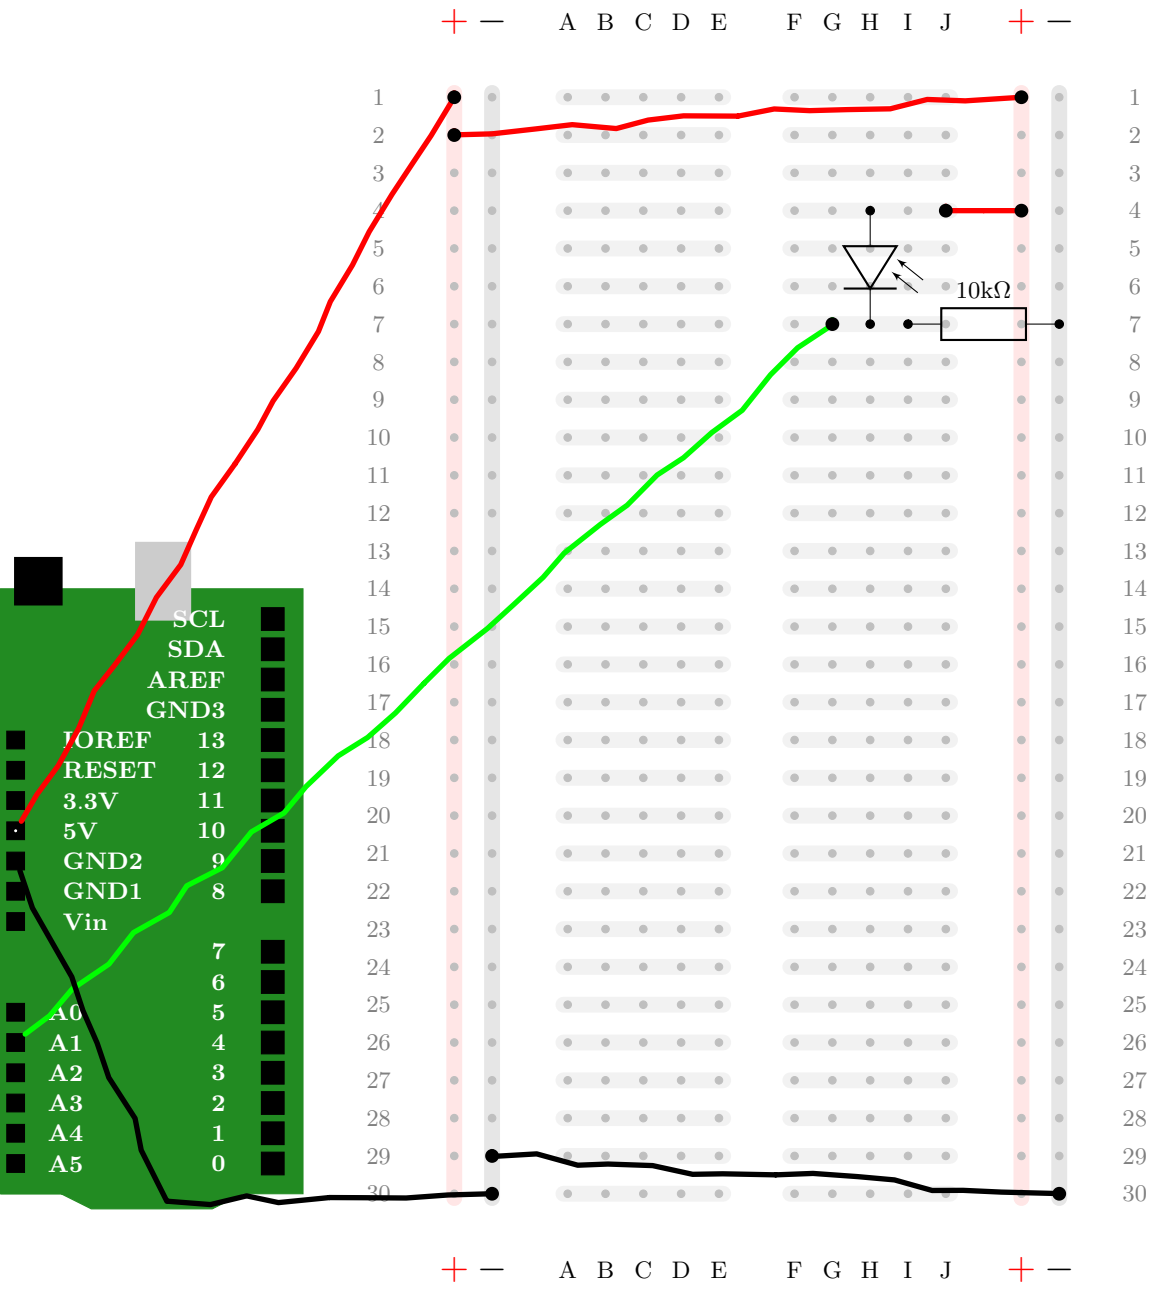 + − A B C D E F G H I J + −
1 1
2 2
3 3
4 4
5 5
6 6
10kΩ
7 7
8 8
9 9
10 10
11 11
12 12
13 13
14 14
SCL 15 15
SDA 16 16
AREF
GND3 17 17
IOREF 13 18 18
RESET 12 19 19
3.3V 11
5V 10 20 20
GND2 9 21 21
GND1 8 22 22
Vin 23 23
7 24 24
6
A0 5 25 25
A1 4 26 26
A2 3 27 27
A3 2 28 28
A4 1
A5 0 29 29
30 30
+ − A B C D E F G H I J + −